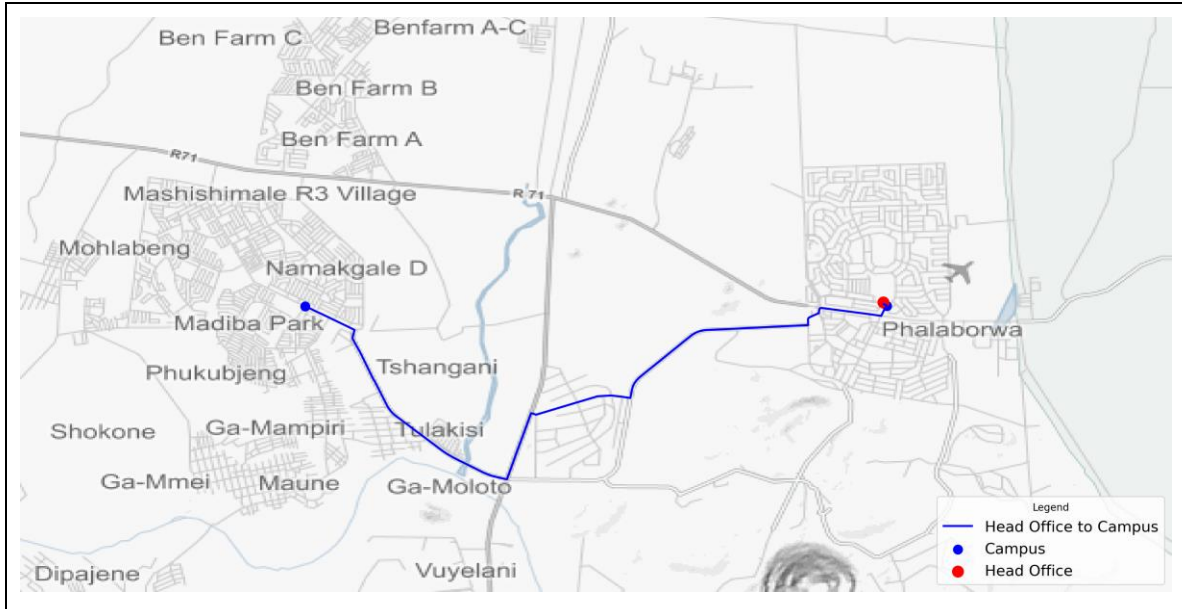 Ben Farm C
Benfarm A-C
Ben Farm B
Ben Farm A
R71
Mashishimale R3 Village
R 71
Mohlabeng
Namakgale D
Madiba Park
Phalaborwa
Phukubjeng
Tshangani
Shokone
Ga-Mampiri
Tulakisi
Ga-Mmei
Maune
Ga-Moloto
Dipajene
Vuyelani
Legend
Head Office to Campus
Campus
Head Office